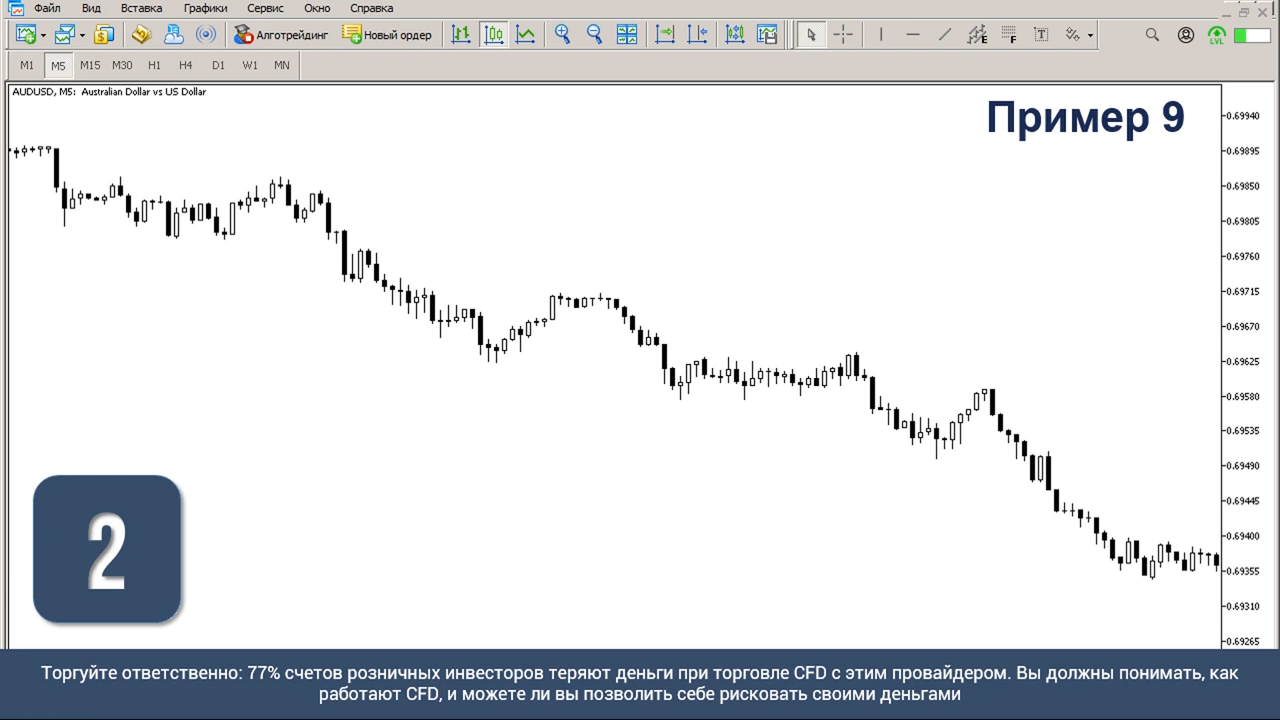 Файл Вид Вставка Графики Сервис Окно Справка
Алготрейдинг Новый ордер E F T LVL
M1 M5 M15 M30 H1 H4 D1 W1 MN
AUDUSD, M5: Australian Dollar vs US Dollar
Пример 9
0.69940
0.69895
0.69850
0.69805
0.69760
0.69715
0.69670
0.69625
0.69580
0.69535
0.69490
0.69445
0.69400
0.69355
0.69310
0.69265
2
Торгуйте ответственно: 77% счетов розничных инвесторов теряют деньги при торговле CFD с этим провайдером. Вы должны понимать, как
работают CFD, и можете ли вы позволить себе рисковать своими деньгами